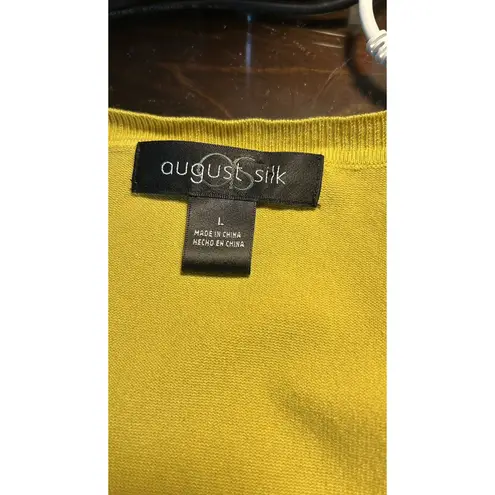 august silk
L
MADE IN CHINA
HECHO EN CHINA